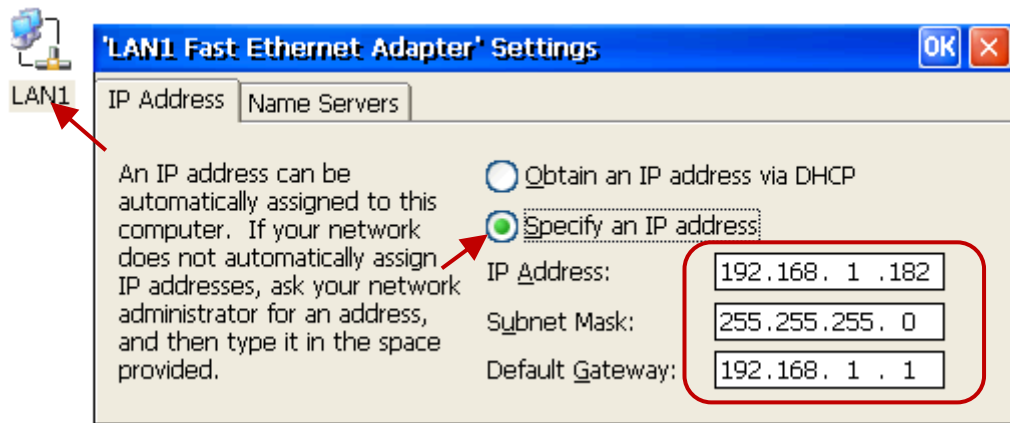 LAN1
'LAN1 Fast Ethernet Adapter' Settings
OK
IP Address
Name Servers
An IP address can be
automatically assigned to this
computer. If your network
does not automatically assign
IP addresses, ask your network
administrator for an address,
and then type it in the space
provided.
Obtain an IP address via DHCP
Specify an IP address
IP Address: 192.168. 1 .182
Subnet Mask: 255.255.255. 0
Default Gateway: 192.168. 1 . 1